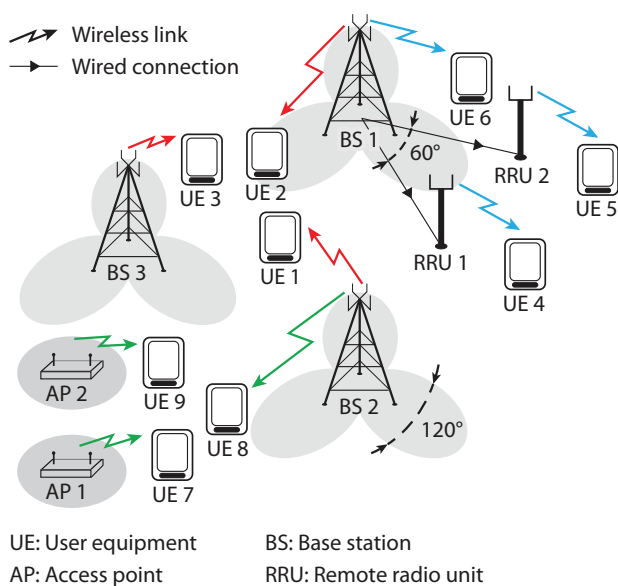 Wireless link
Wired connection
UE 6
BS 1
60°
RRU 2
UE 3
UE 2
UE 5
UE 1
RRU 1
UE 4
BS 3
AP 2
UE 9
BS 2
UE 8
120°
AP 1
UE 7
UE: User equipment
BS: Base station
AP: Access point
RRU: Remote radio unit